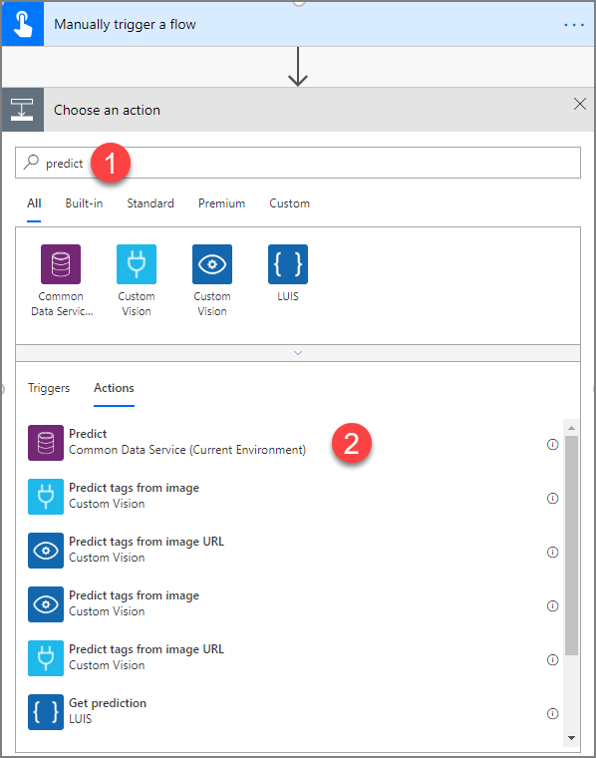 Manually trigger a flow
...
Choose an action
predict
1
All Built-in Standard Premium Custom
Common Custom Custom LUIS
Data Servic... Vision Vision
Triggers Actions
Predict
Common Data Service (Current Environment)
2
Predict tags from image
Custom Vision
Predict tags from image URL
Custom Vision
Predict tags from image
Custom Vision
Predict tags from image URL
Custom Vision
Get prediction
LUIS